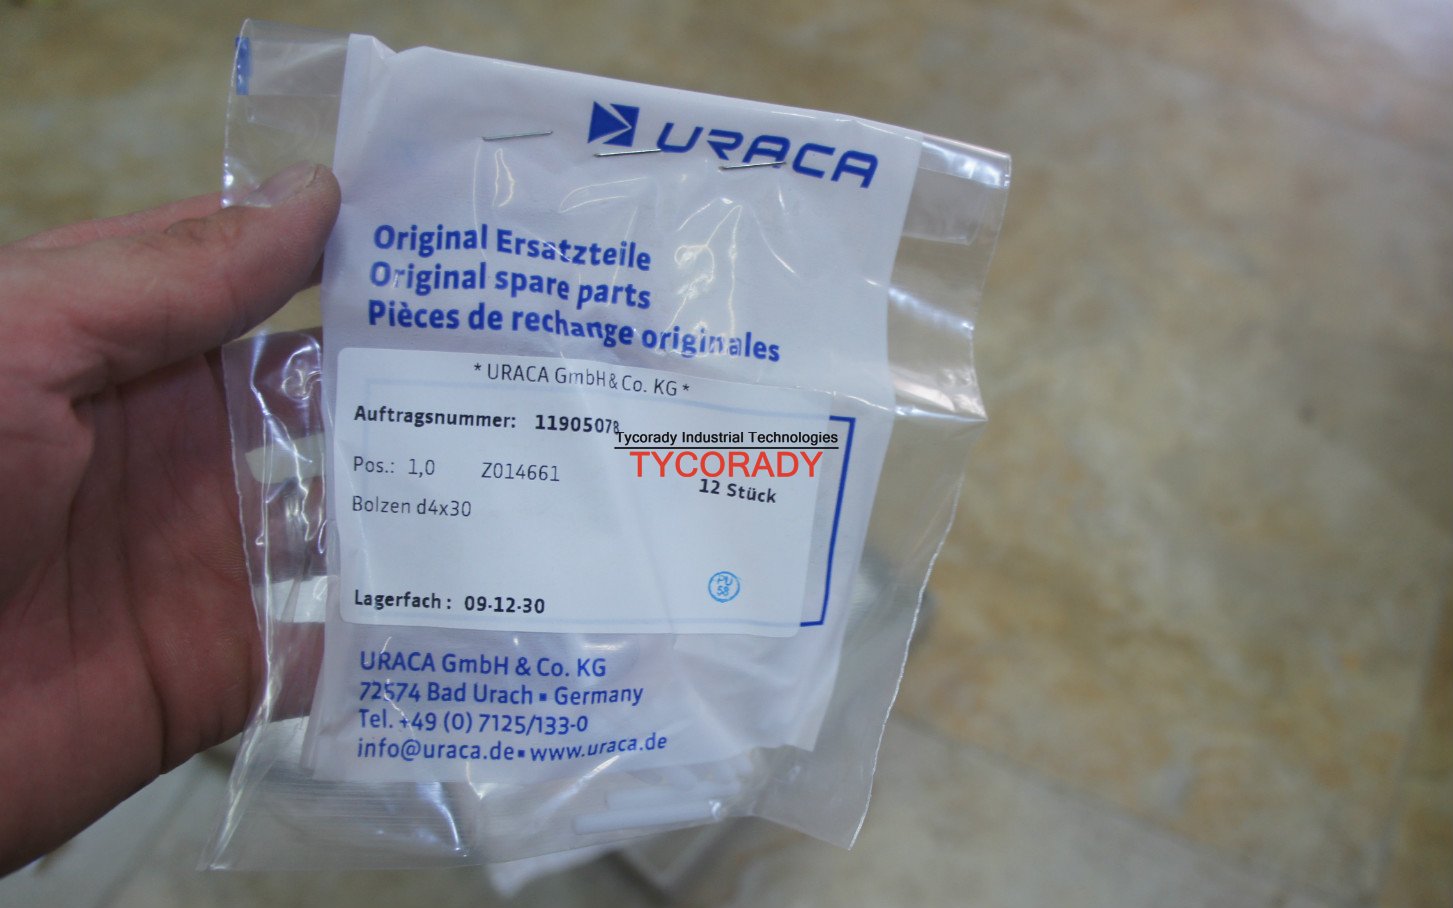 URACA
Original Ersatzteile
Original spare parts
Pièces de rechange originales
* URACA GmbH & Co. KG *
Auftragsnummer: 11905078
Tycorady Industrial Technologies
TYCORADY
Pos.: 1,0 Z014661 12 Stück
Bolzen d4x30
PU
58
Lagerfach: 09-12-30
URACA GmbH & Co. KG
72574 Bad Urach ▪ Germany
Tel. +49 (0) 7125/133-0
info@uraca.de ▪ www.uraca.de